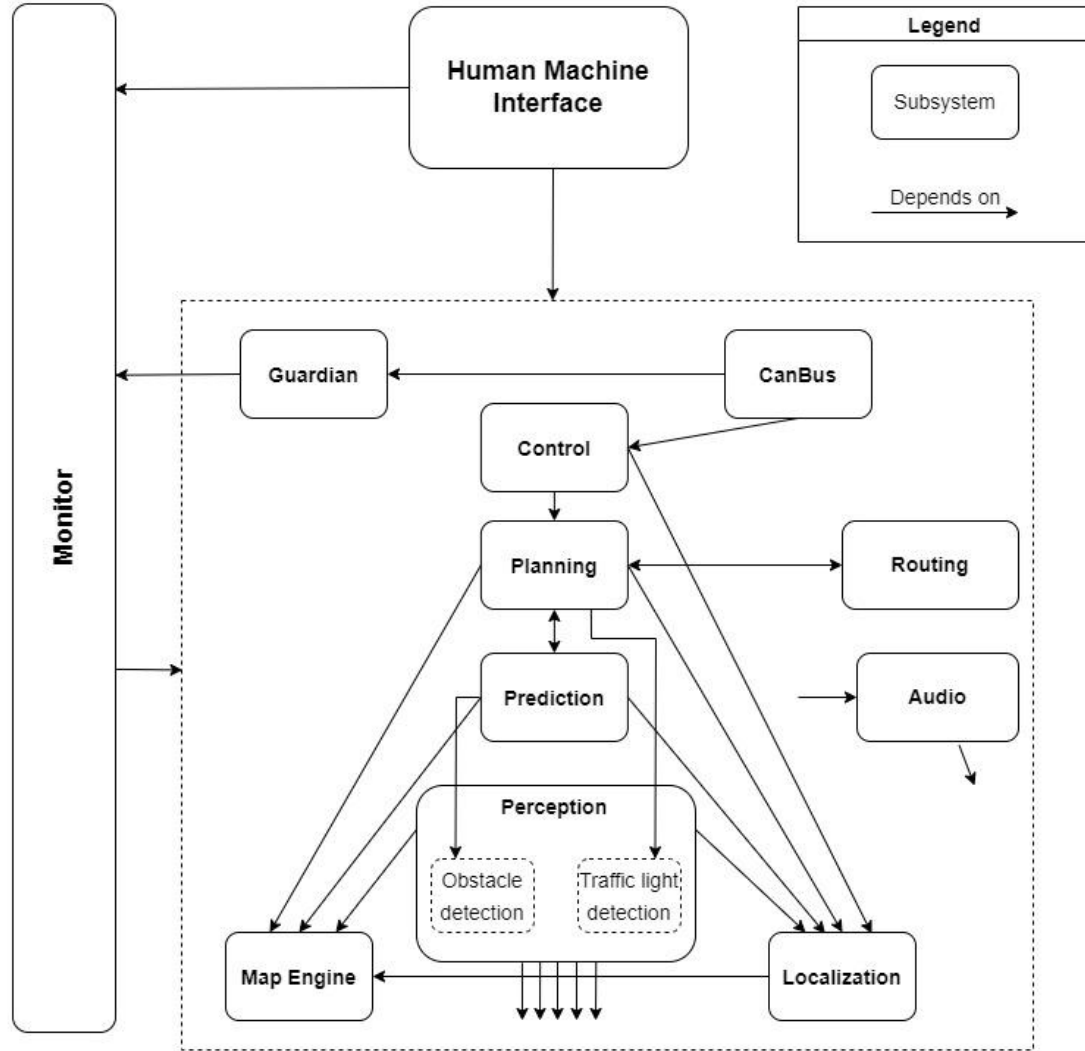 Human Machine
Interface
Legend
Subsystem
Depends on
Monitor
Guardian
CanBus
Control
Planning
Routing
Prediction
Audio
Perception
Obstacle
detection
Traffic light
detection
Map Engine
Localization